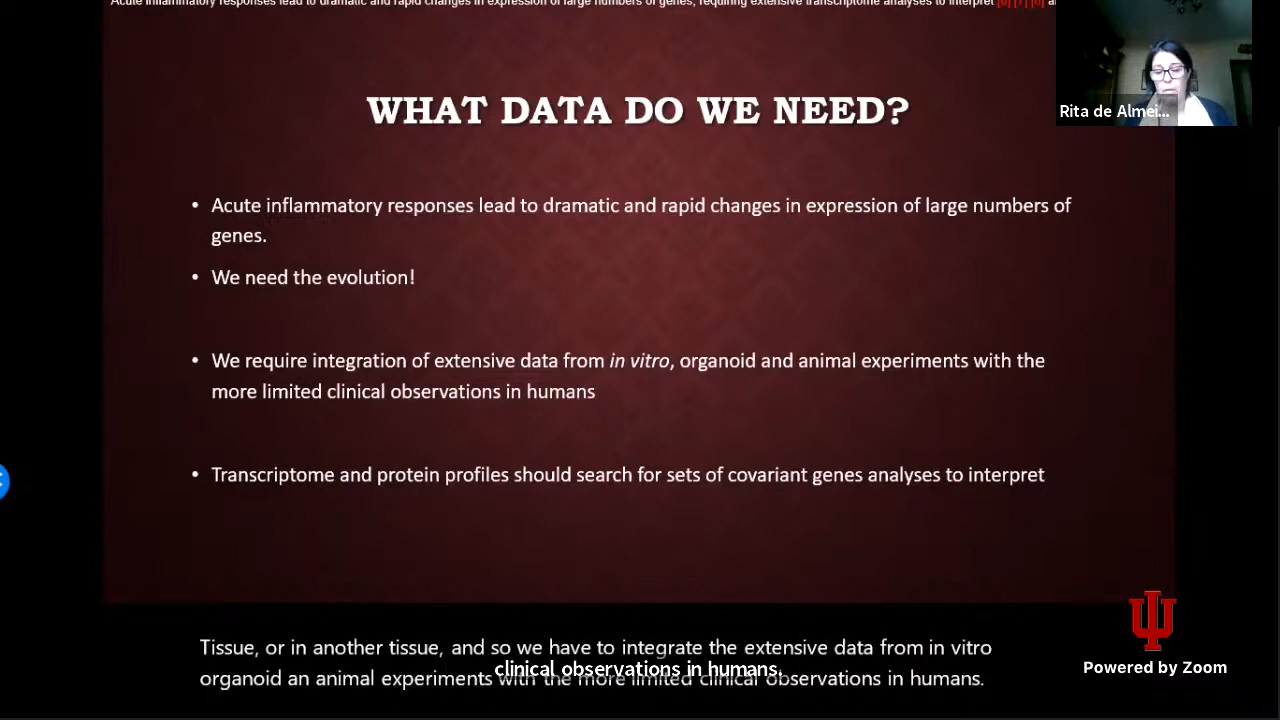 Acute inflammatory responses lead to dramatic and rapid changes in expression of large numbers of genes, requiring extensive transcriptome analyses to interpret [6] [7] [8] a
Rita de Almei...
WHAT DATA DO WE NEED?
• Acute inflammatory responses lead to dramatic and rapid changes in expression of large numbers of
genes.
• We need the evolution!
• We require integration of extensive data from in vitro, organoid and animal experiments with the
more limited clinical observations in humans
• Transcriptome and protein profiles should search for sets of covariant genes analyses to interpret
Tissue, or in another tissue, and so we have to integrate the extensive data from in vitro
clinical observations in humans.
organoid an animal experiments with the more limited clinical observations in humans.
Powered by Zoom